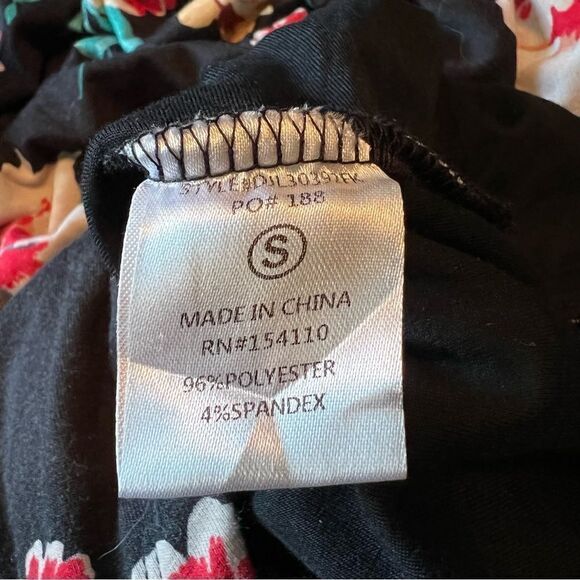 PO# 188
S
MADE IN CHINA
RN#154110
96%POLYESTER
4%SPANDEX